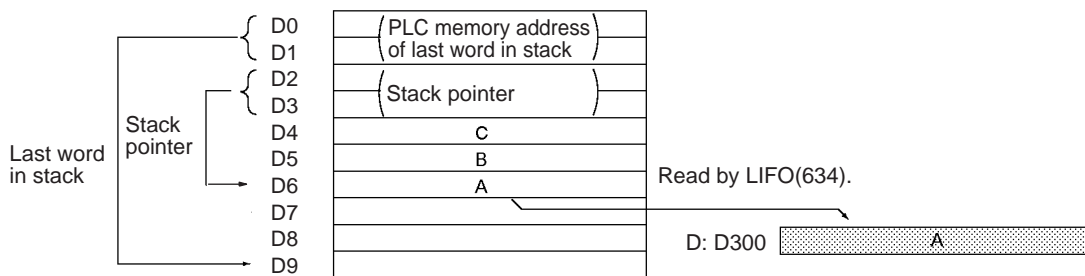 D0
D1
D2
D3
D4
D5
D6
D7
D8
D9
PLC memory address
of last word in stack
Stack pointer
C
B
A
Last word
in stack
Stack
pointer
Read by LIFO(634).
D: D300
A